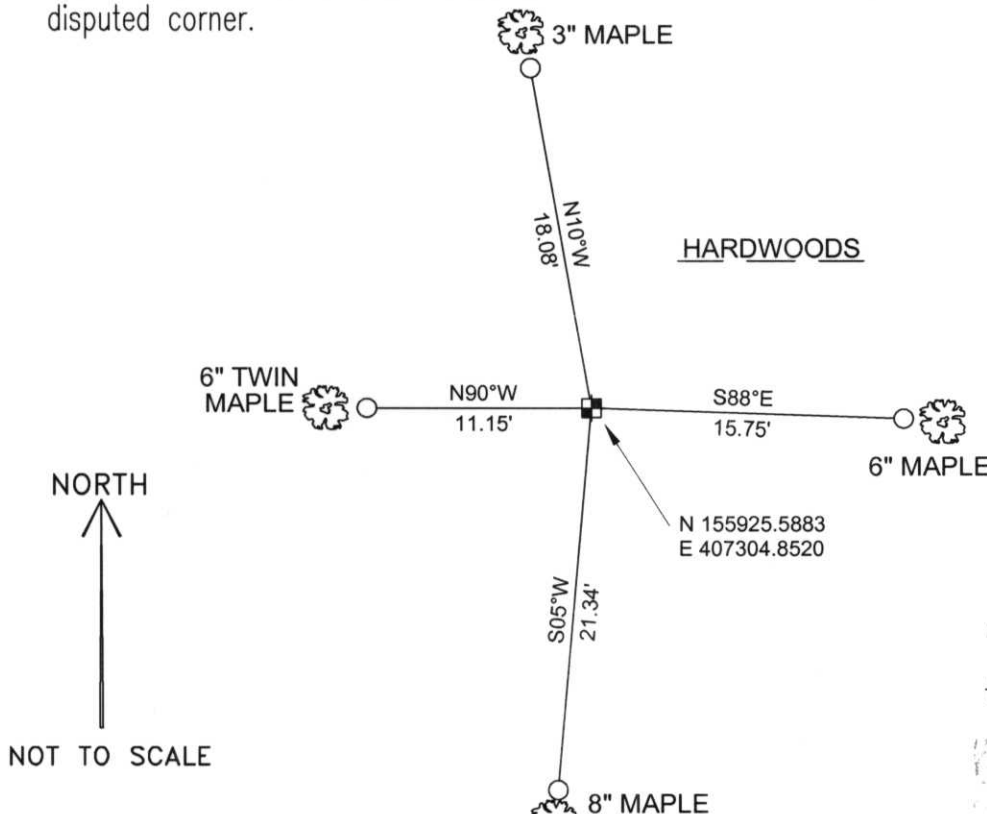 disputed corner.
3" MAPLE
N10°W
18.08'
HARDWOODS
6" TWIN
MAPLE
N90°W
11.15'
S88°E
15.75'
6" MAPLE
NORTH
N 155925.5883
E 407304.8520
S05°W
21.34'
NOT TO SCALE
8" MAPLE